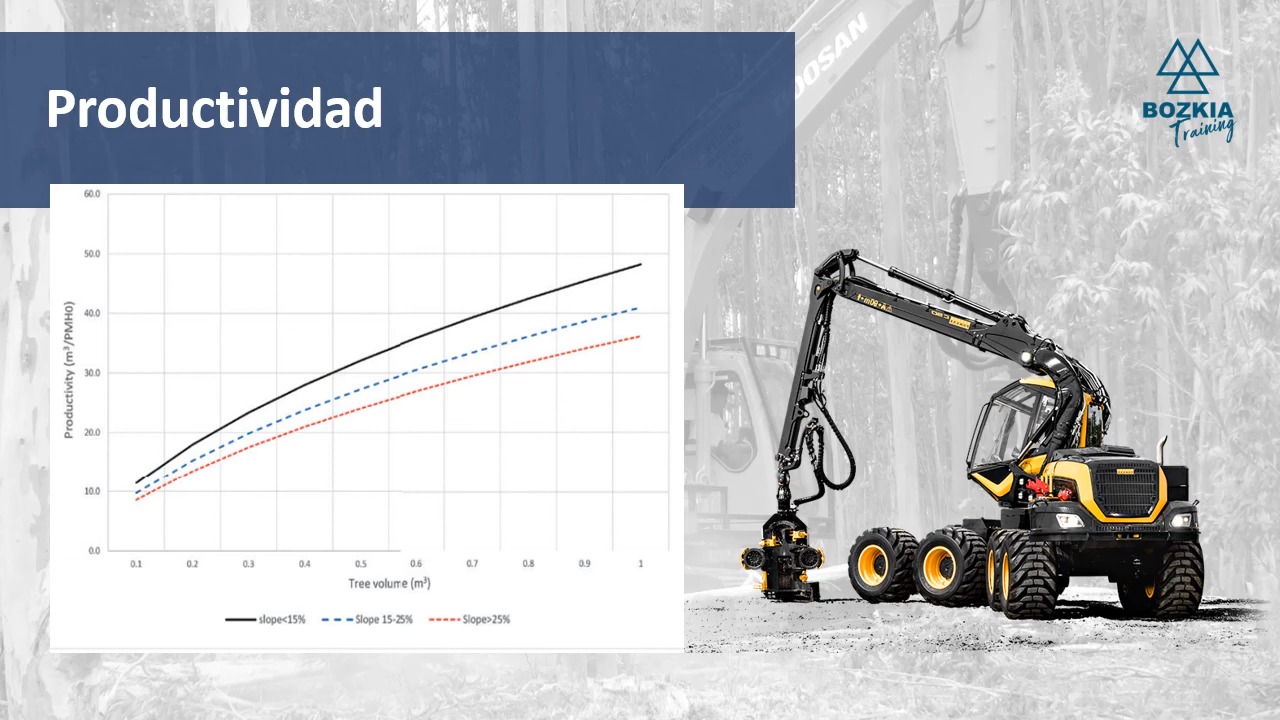 Productividad
DOOSAN
BOZKIA
Training
60.0
50.0
40.0
30.0
20.0
10.0
0.0
Productivity (m³/PMH0)
0.1 0.2 0.3 0.4 0.5 0.6 0.7 0.8 0.9 1
Tree volume (m³)
slope<15% Slope 15-25% Slope>25%